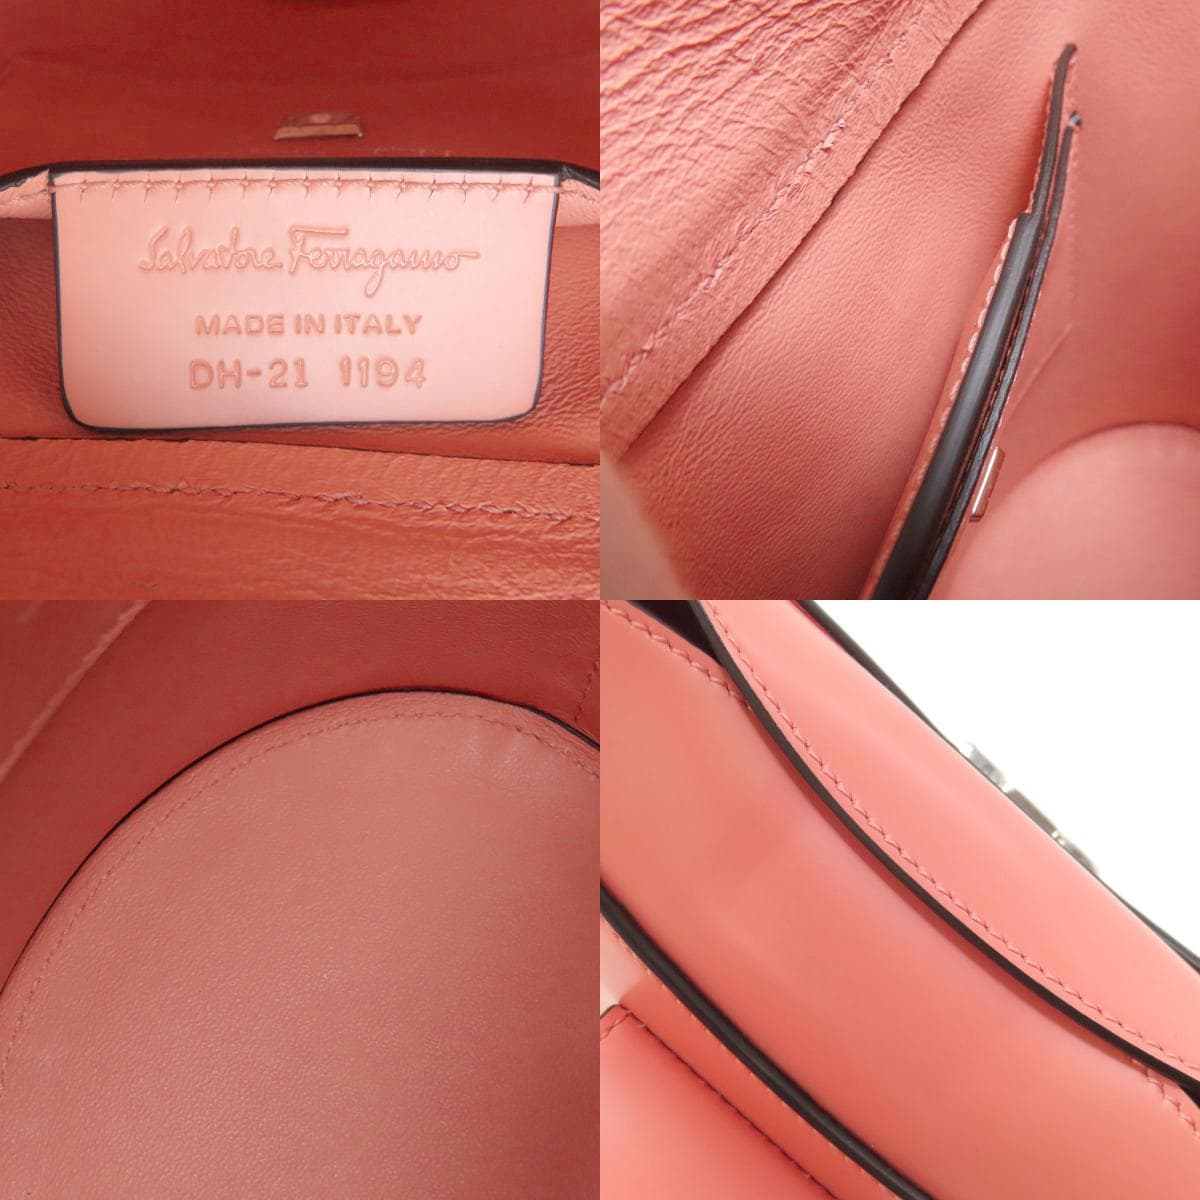 Salvatore Ferragamo
MADE IN ITALY
DH-21 1194